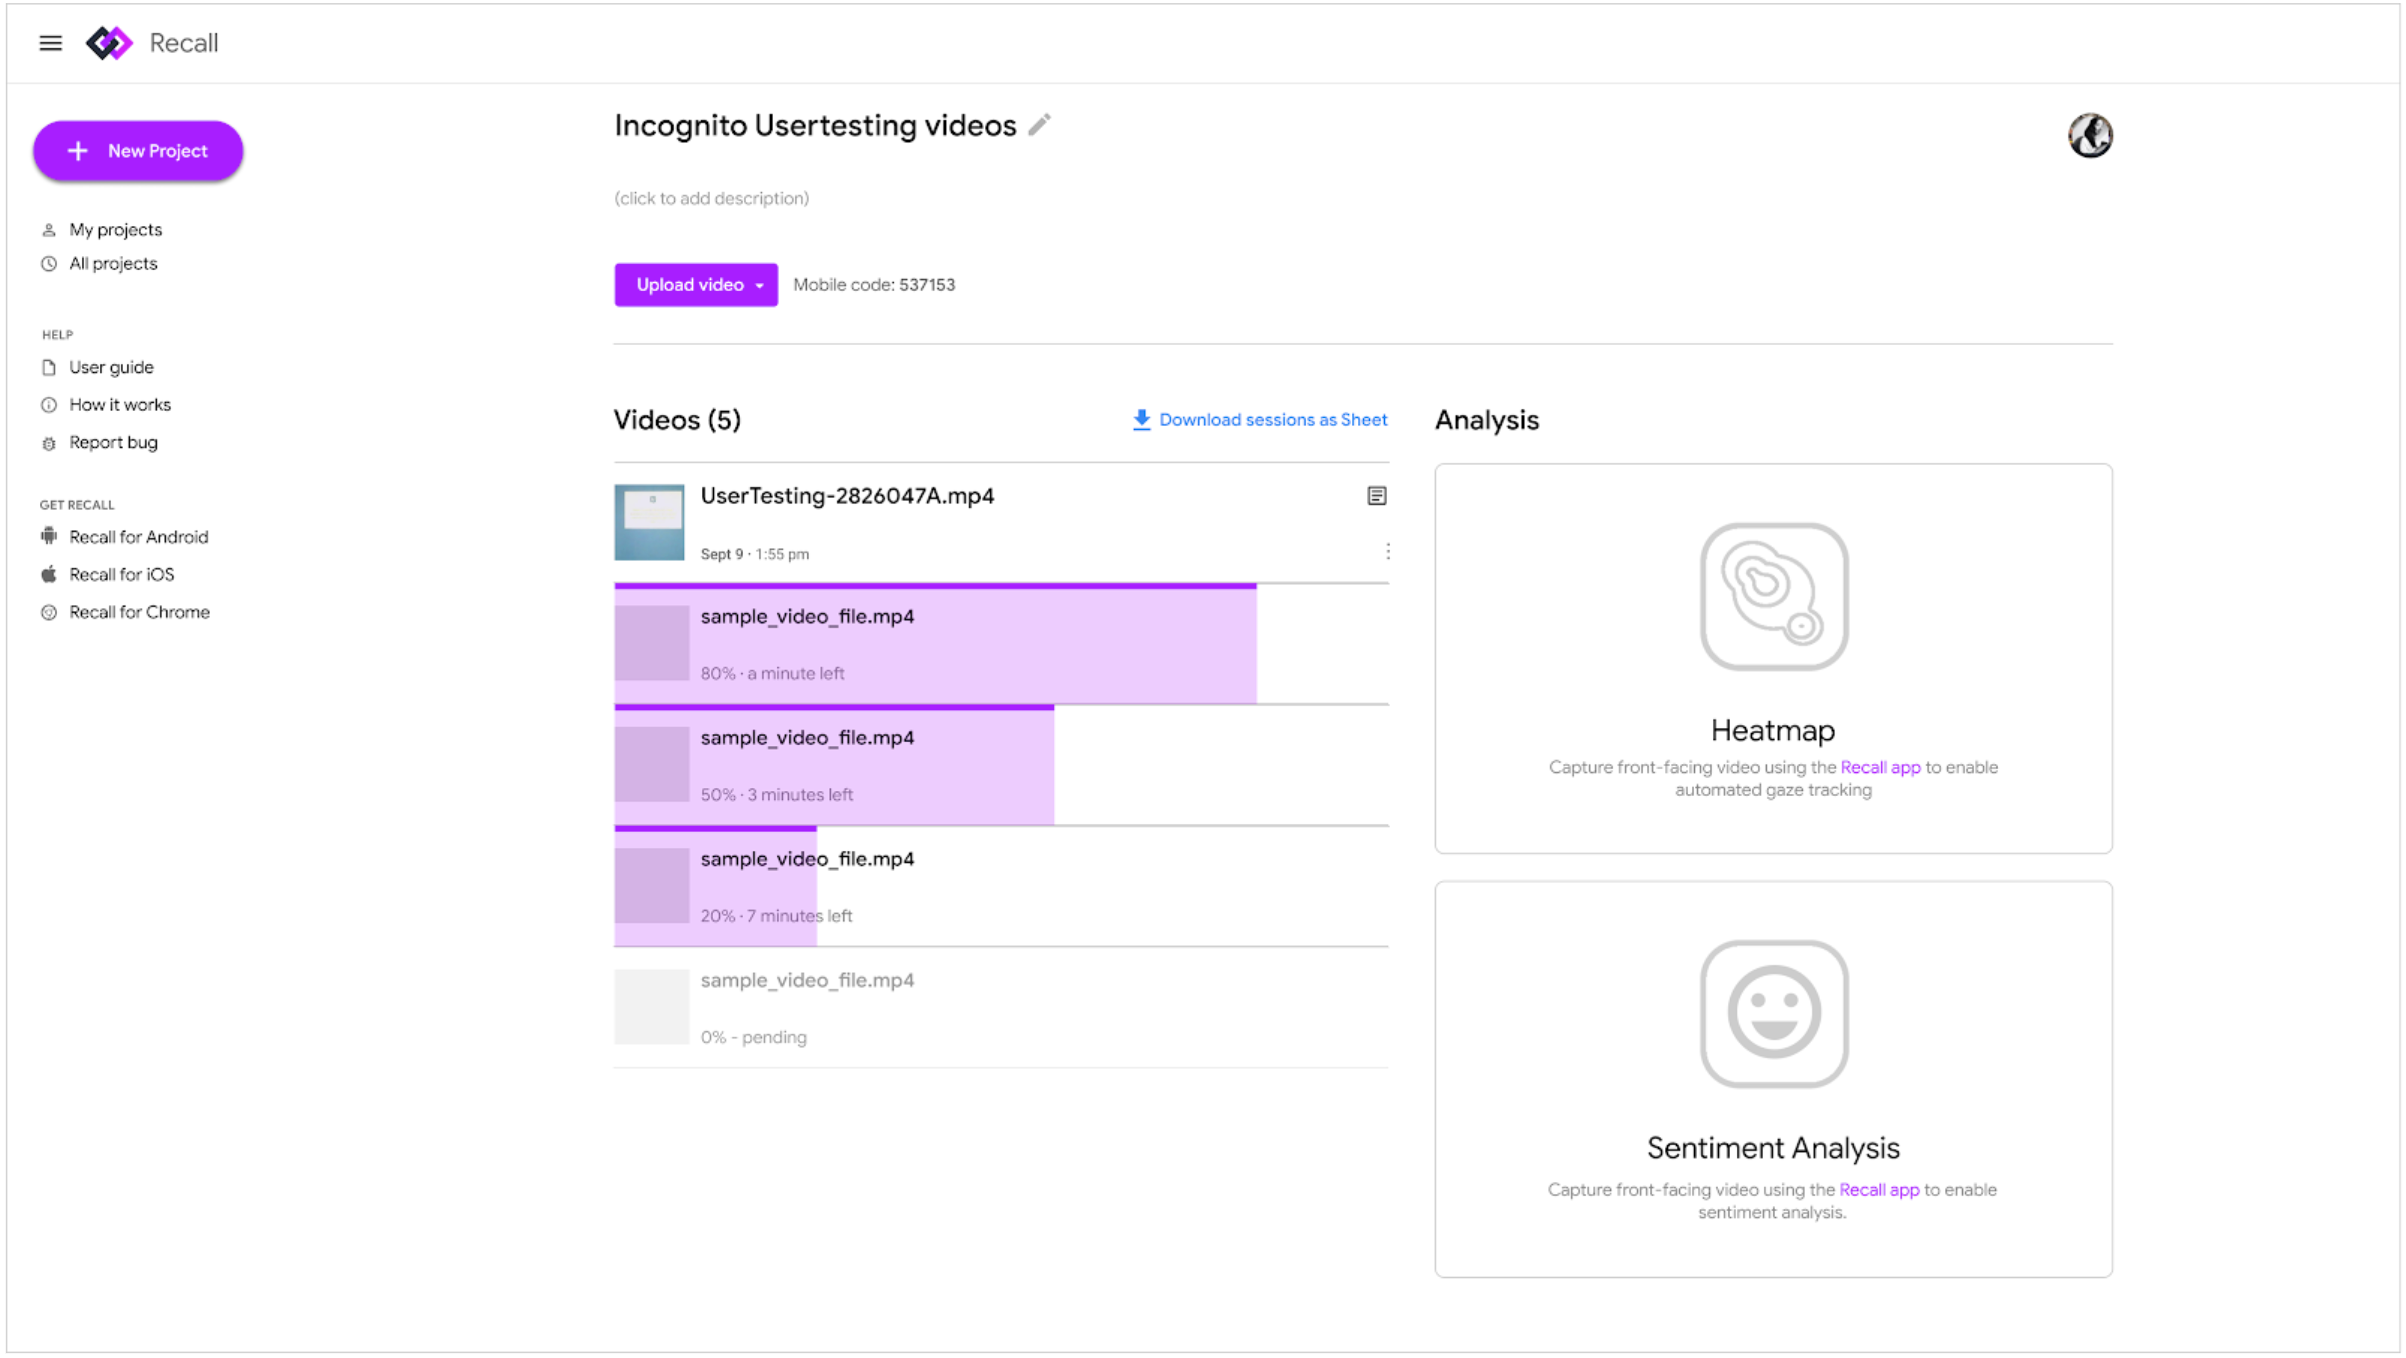 Recall
New Project
My projects
All projects
HELP
User guide
How it works
Report bug
GET RECALL
Recall for Android
Recall for iOS
Recall for Chrome
Incognito Usertesting videos
(click to add description)
Upload video
Mobile code: 537153
Videos (5)
Download sessions as Sheet
UserTesting-2826047A.mp4
Sept 9 · 1:55 pm
sample_video_file.mp4
80% · a minute left
sample_video_file.mp4
50% · 3 minutes left
sample_video_file.mp4
20% · 7 minutes left
sample_video_file.mp4
0% - pending
Analysis
Heatmap
Capture front-facing video using the Recall app to enable
automated gaze tracking
Sentiment Analysis
Capture front-facing video using the Recall app to enable
sentiment analysis.